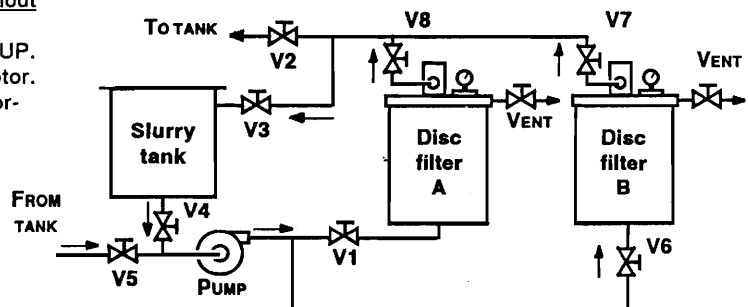 out
UP.
tor.
or-
TO TANK
V2
V8
V7
VENT
V3
VENT
Slurry
tank
Disc
filter
A
Disc
filter
B
FROM
TANK
V4
V5
PUMP
V1
V6